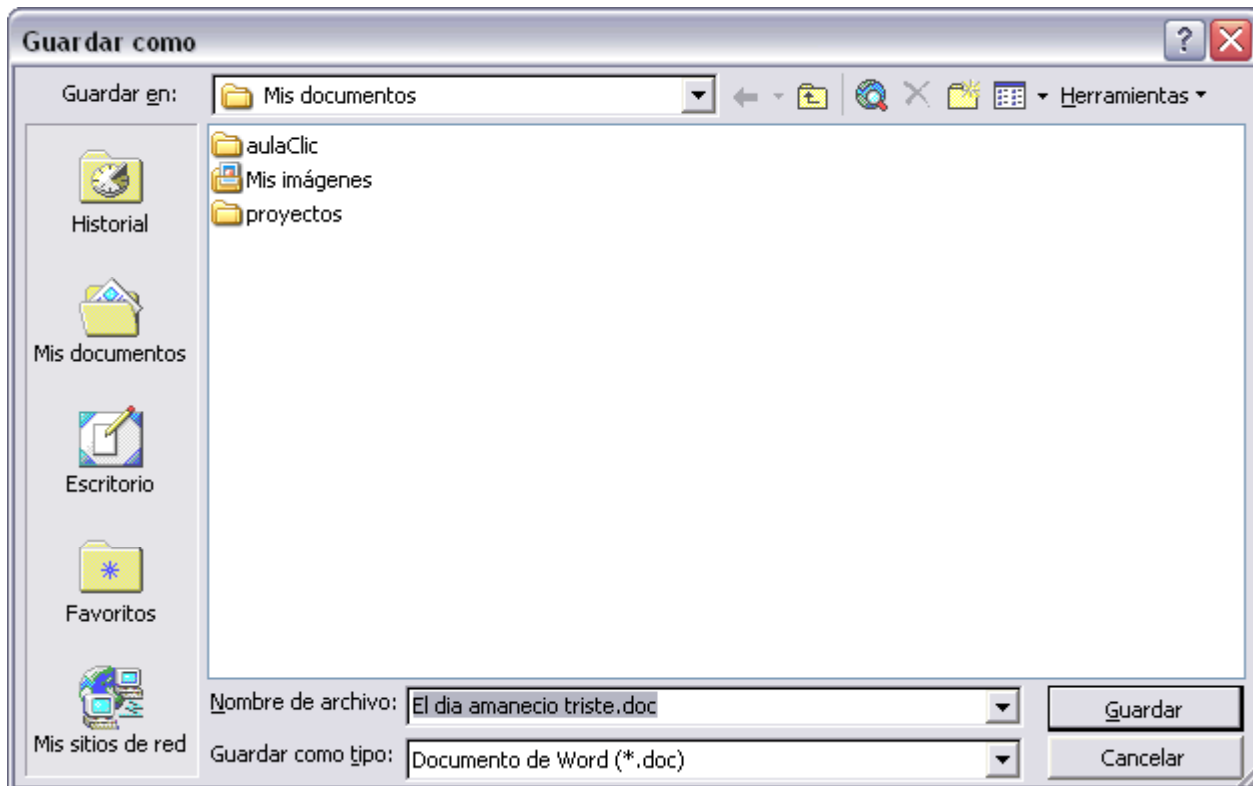 Guardar como
Guardar en: Mis documentos Herramientas
aulaClic
Mis imágenes
proyectos
Historial
Mis documentos
Escritorio
Favoritos
Mis sitios de red
Nombre de archivo: El dia amanecio triste.doc Guardar
Guardar como tipo: Documento de Word (*.doc) Cancelar